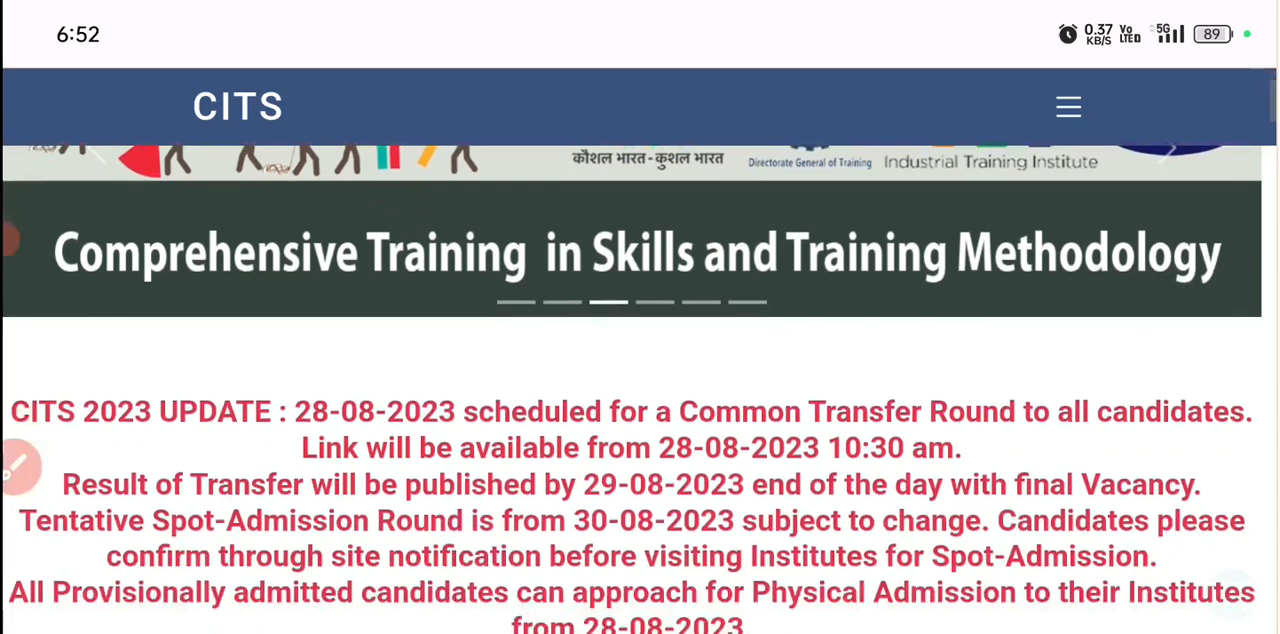 6:52
0.37 KB/S Vo LTE 5G 89
CITS
कौशल भारत-कुशल भारत
Directorate General of Training
Industrial Training Institute
Comprehensive Training in Skills and Training Methodology
CITS 2023 UPDATE : 28-08-2023 scheduled for a Common Transfer Round to all candidates.
Link will be available from 28-08-2023 10:30 am.
Result of Transfer will be published by 29-08-2023 end of the day with final Vacancy.
Tentative Spot-Admission Round is from 30-08-2023 subject to change. Candidates please
confirm through site notification before visiting Institutes for Spot-Admission.
All Provisionally admitted candidates can approach for Physical Admission to their Institutes
from 28-08-2023